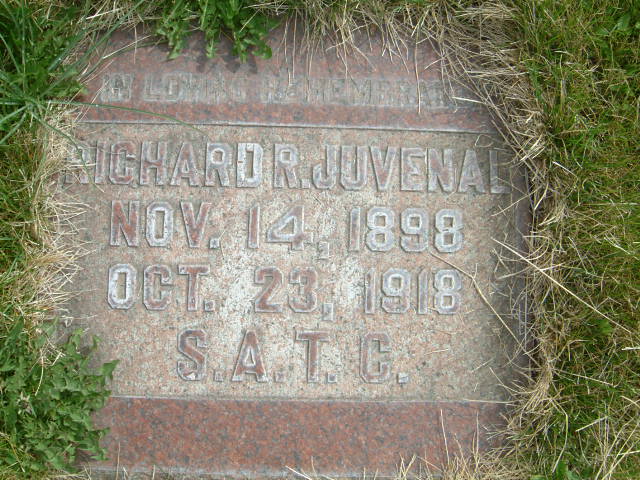 IN LOVING REMEMBRANCE
RICHARD R. JUVENAL
NOV. 14, 1898
OCT. 23, 1918
S.A.T.C.